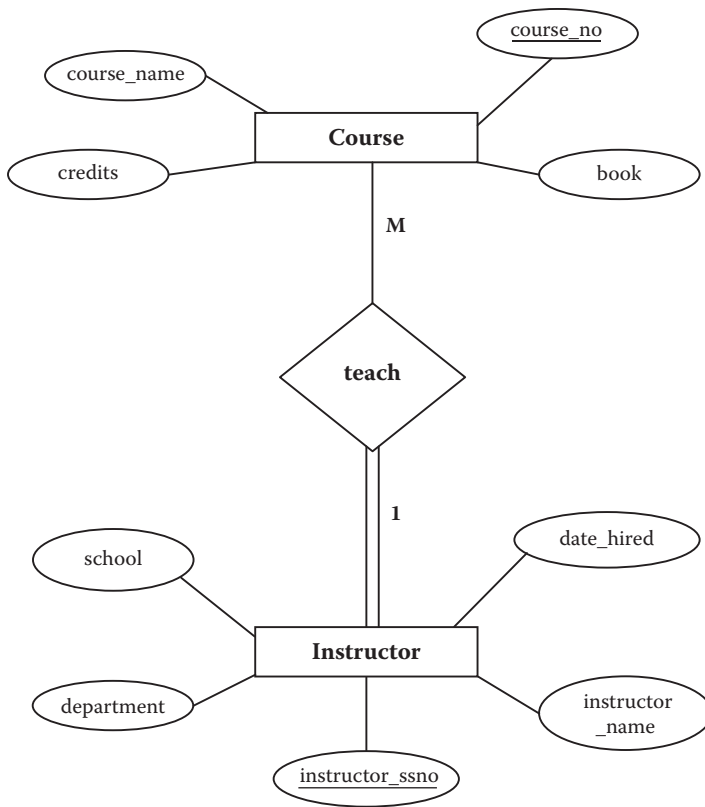 course_no
course_name
Course
credits
book
M
teach
1
date_hired
school
Instructor
department
instructor
_name
instructor_ssno